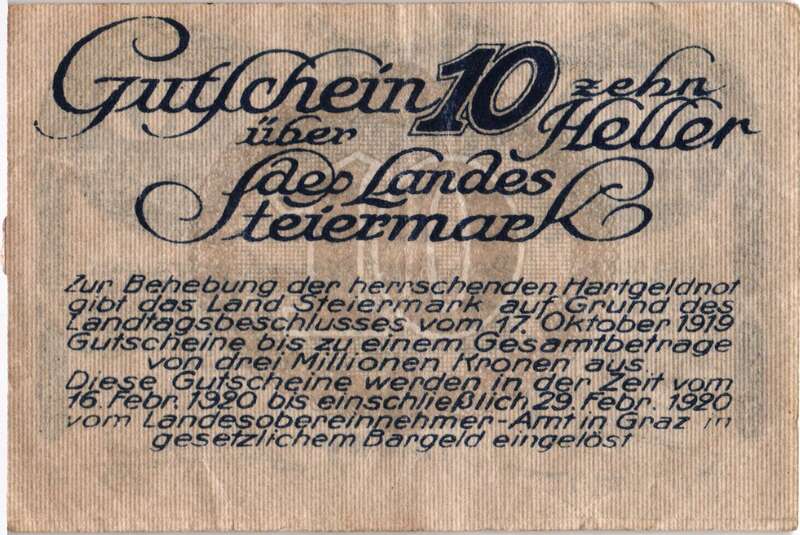 Gutschein 10 zehn
über Heller
des Landes
Steiermark
Zur Behebung der herrschenden Hartgeldnot
gibt das Land Steiermark auf Grund des
Landtagsbeschlusses vom 17. Oktober 1919
Gutscheine bis zu einem Gesamtbetrage
von drei Millionen Kronen aus
Diese Gutscheine werden in der Zeit vom
16. Febr. 1920 bis einschließlich 29. Febr. 1920
vom Landesobereinnehmer-Amt in Graz in
gesetzlichem Bargeld eingelöst